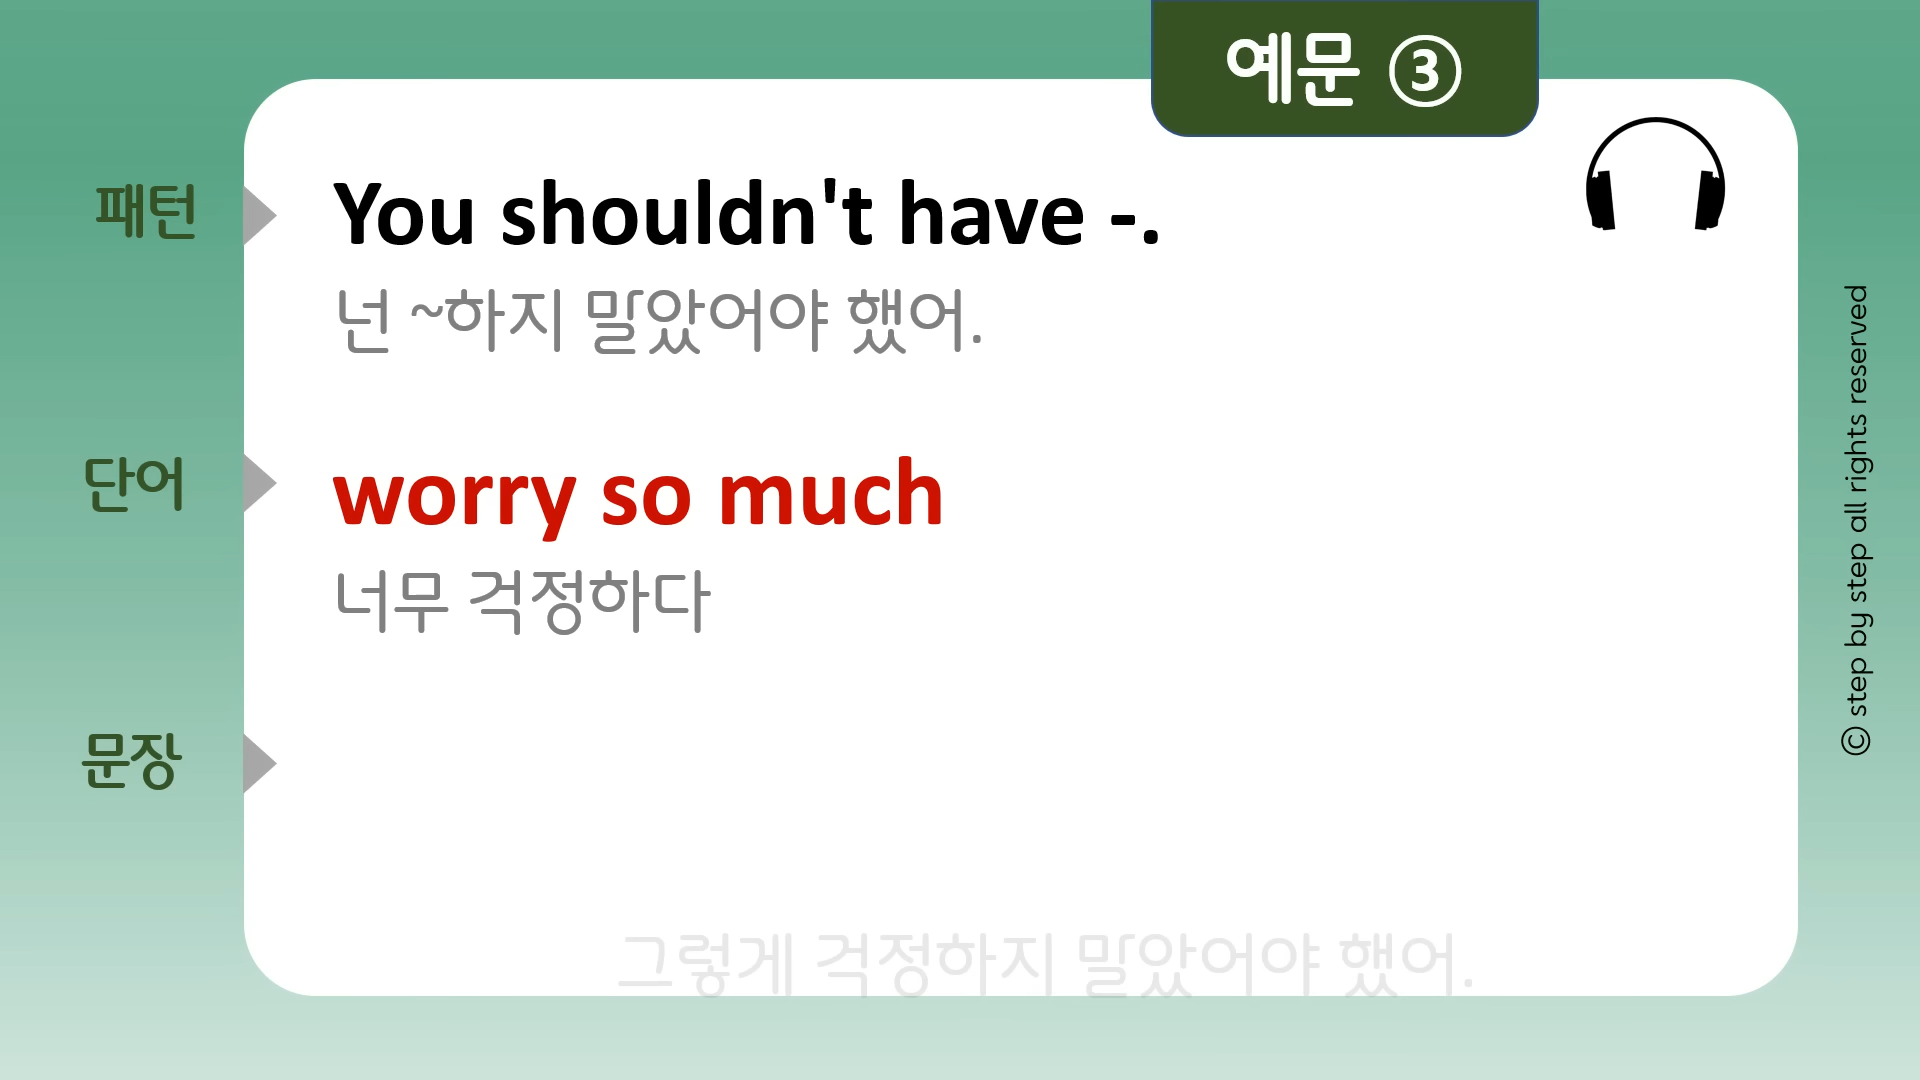 예문 ③
패턴
You shouldn't have -.
넌 ~하지 말았어야 했어.
단어
worry so much
너무 걱정하다
문장
그렇게 걱정하지 말았어야 했어.
© step by step all rights reserved